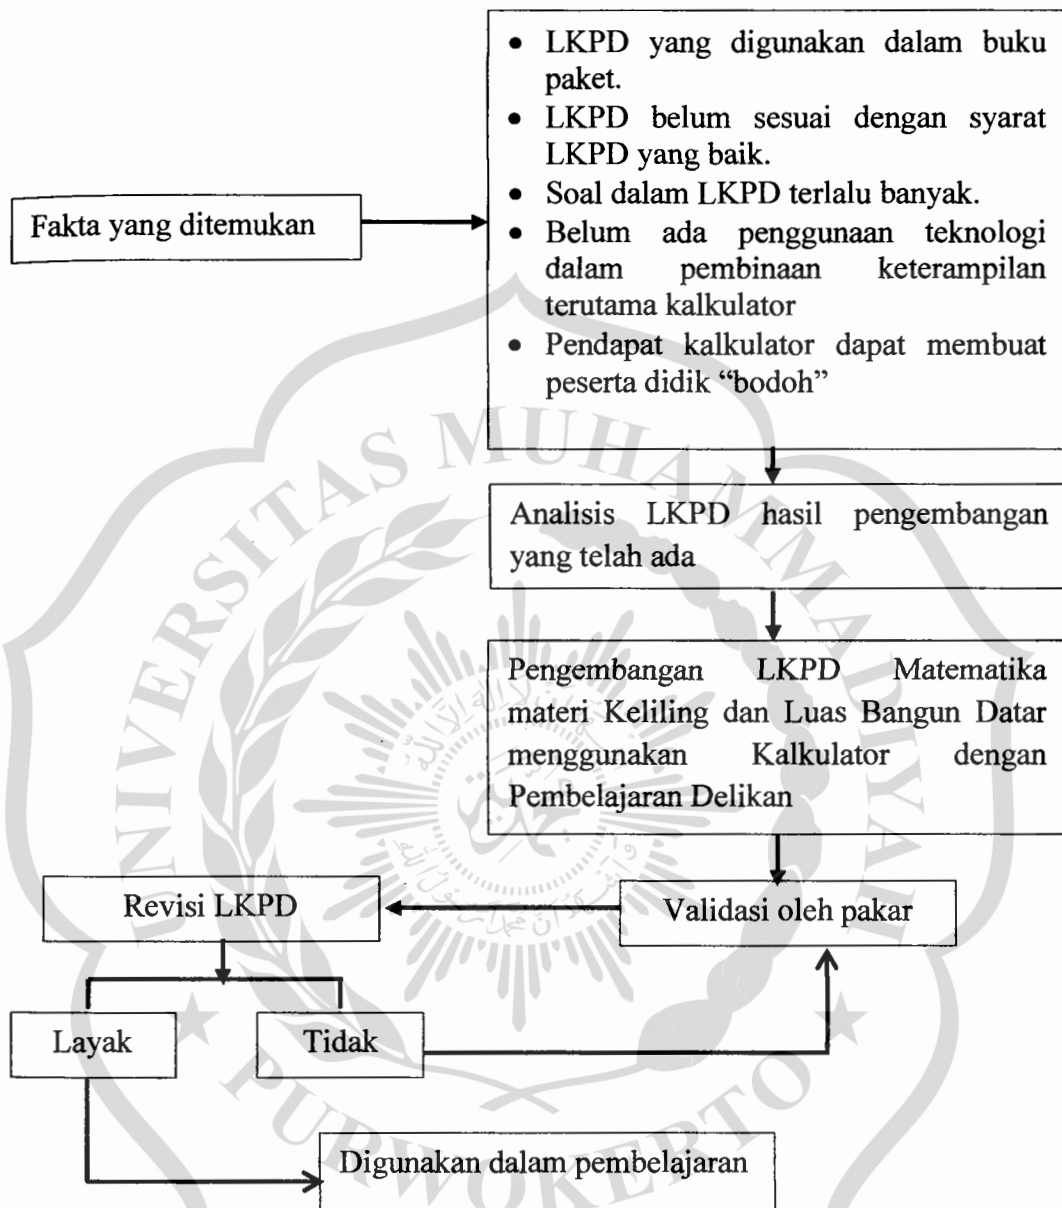 • LKPD yang digunakan dalam buku
paket.
• LKPD belum sesuai dengan syarat
LKPD yang baik.
• Soal dalam LKPD terlalu banyak.
• Belum ada penggunaan teknologi
dalam pembinaan keterampilan
terutama kalkulator
• Pendapat kalkulator dapat membuat
peserta didik “bodoh”
Fakta yang ditemukan
Analisis LKPD hasil pengembangan
yang telah ada
Pengembangan LKPD Matematika
materi Keliling dan Luas Bangun Datar
menggunakan Kalkulator dengan
Pembelajaran Delikan
Revisi LKPD
Validasi oleh pakar
Layak
Tidak
Digunakan dalam pembelajaran
UNIVERSITAS MUHAMMADIYAH
PURWOKERTO